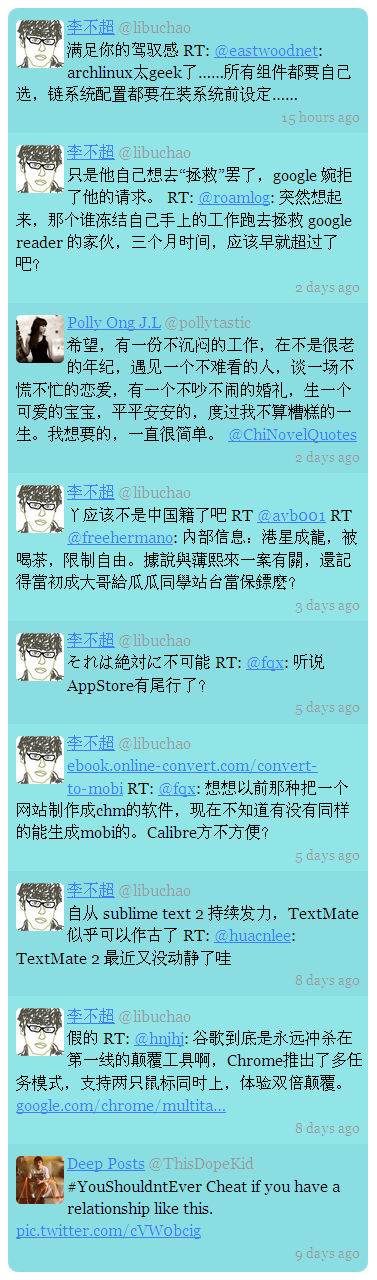 李不超 @libuchao
满足你的驾驭感 RT: @eastwoodnet:
archlinux太geek了……所有组件都要自己
选，链系统配置都要在装系统前设定……
15 hours ago
李不超 @libuchao
只是他自己想去“拯救”罢了，google 婉拒
了他的请求。 RT: @roamlog: 突然想起
来，那个谁冻结自己手上的工作跑去拯救 google
reader 的家伙，三个月时间，应该早就超过了
吧？
2 days ago
Polly Ong J.L @pollytastic
希望，有一份不沉闷的工作，在不是很老
的年纪，遇见一个不难看的人，谈一场不
慌不忙的恋爱，有一个不吵不闹的婚礼，生一个
可爱的宝宝，平平安安的，度过我不算糟糕的一
生。我想要的，一直很简单。 @ChiNovelQuotes
2 days ago
李不超 @libuchao
丫应该不是中国籍了吧 RT @avb001 RT
@freehermano: 内部信息：港星成龍，被
喝茶，限制自由。據說與薄熙來一案有關，還記
得當初成大哥給瓜瓜同學站台當保鏢麼？
3 days ago
李不超 @libuchao
それは絶対に不可能 RT: @fqx: 听说
AppStore有尾行了？
5 days ago
李不超 @libuchao
ebook.online-convert.com/convert-
to-mobi RT: @fqx: 想想以前那种把一个
网站制作成chm的软件，现在不知道有没有同样
的能生成mobi的。Calibre方不方便？
5 days ago
李不超 @libuchao
自从 sublime text 2 持续发力，TextMate
似乎可以作古了 RT: @huacnlee:
TextMate 2 最近又没动静了哇
8 days ago
李不超 @libuchao
假的 RT: @hnjhj: 谷歌到底是永远冲杀在
第一线的颠覆工具啊，Chrome推出了多任
务模式，支持两只鼠标同时上，体验双倍颠覆。
google.com/chrome/multita…
8 days ago
Deep Posts @ThisDopeKid
#YouShouldntEver Cheat if you have a
relationship like this.
pic.twitter.com/cVW0bcig
9 days ago